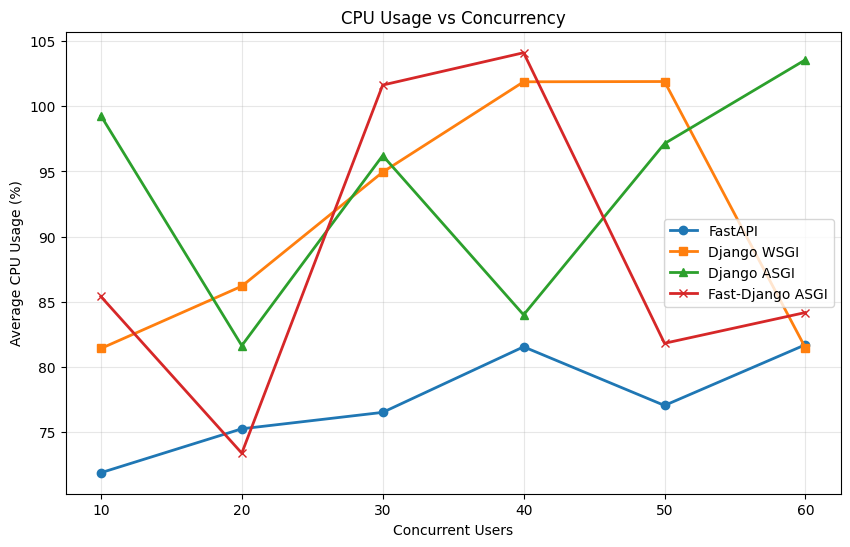 CPU Usage vs Concurrency
Average CPU Usage (%)
105
100
95
90
85
80
75
FastAPI
Django WSGI
Django ASGI
Fast-Django ASGI
10 20 30 40 50 60
Concurrent Users